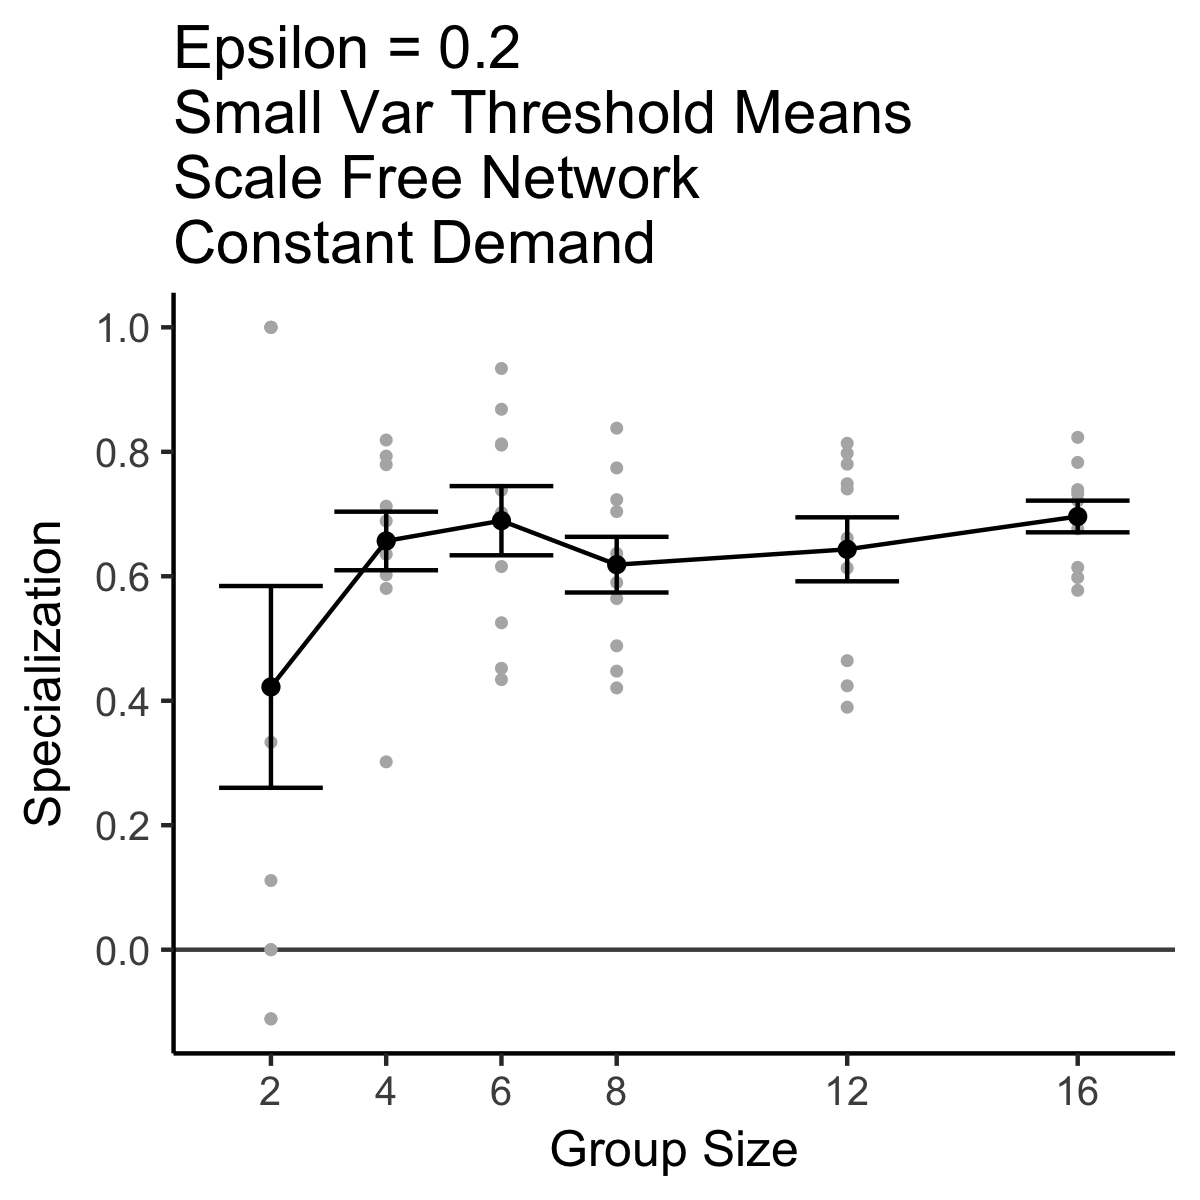 Epsilon = 0.2
Small Var Threshold Means
Scale Free Network
Constant Demand
1.0
0.8
0.6
0.4
0.2
0.0
Specialization
2 4 6 8 12 16
Group Size